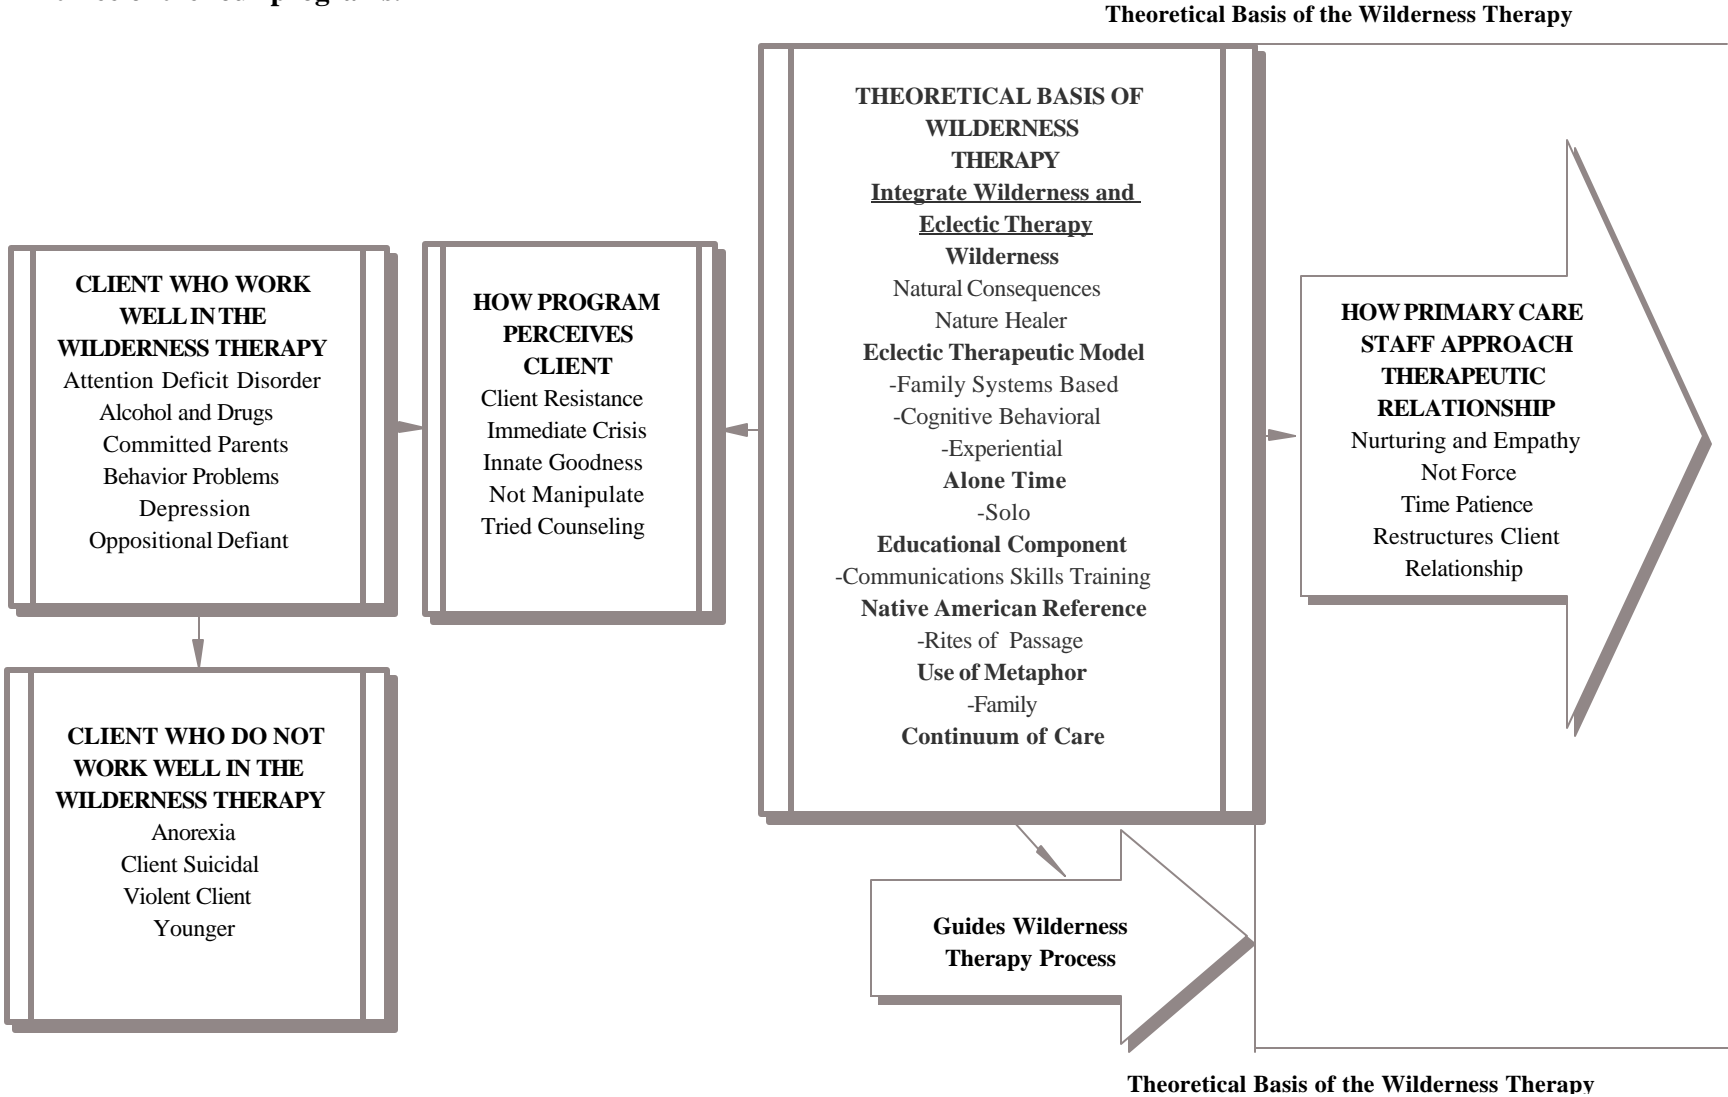 Theoretical Basis of the Wilderness Therapy
CLIENT WHO WORK
WELL IN THE
WILDERNESS THERAPY
Attention Deficit Disorder
Alcohol and Drugs
Committed Parents
Behavior Problems
Depression
Oppositional Defiant
CLIENT WHO DO NOT
WORK WELL IN THE
WILDERNESS THERAPY
Anorexia
Client Suicidal
Violent Client
Younger
HOW PROGRAM
PERCEIVES
CLIENT
Client Resistance
Immediate Crisis
Innate Goodness
Not Manipulate
Tried Counseling
THEORETICAL BASIS OF
WILDERNESS
THERAPY
Integrate Wilderness and
Eclectic Therapy
Wilderness
Natural Consequences
Nature Healer
Eclectic Therapeutic Model
-Family Systems Based
-Cognitive Behavioral
-Experiential
Alone Time
-Solo
Educational Component
-Communications Skills Training
Native American Reference
-Rites of Passage
Use of Metaphor
-Family
Continuum of Care
Guides Wilderness
Therapy Process
HOW PRIMARY CARE
STAFF APPROACH
THERAPEUTIC
RELATIONSHIP
Nurturing and Empathy
Not Force
Time Patience
Restructures Client
Relationship
Theoretical Basis of the Wilderness Therapy